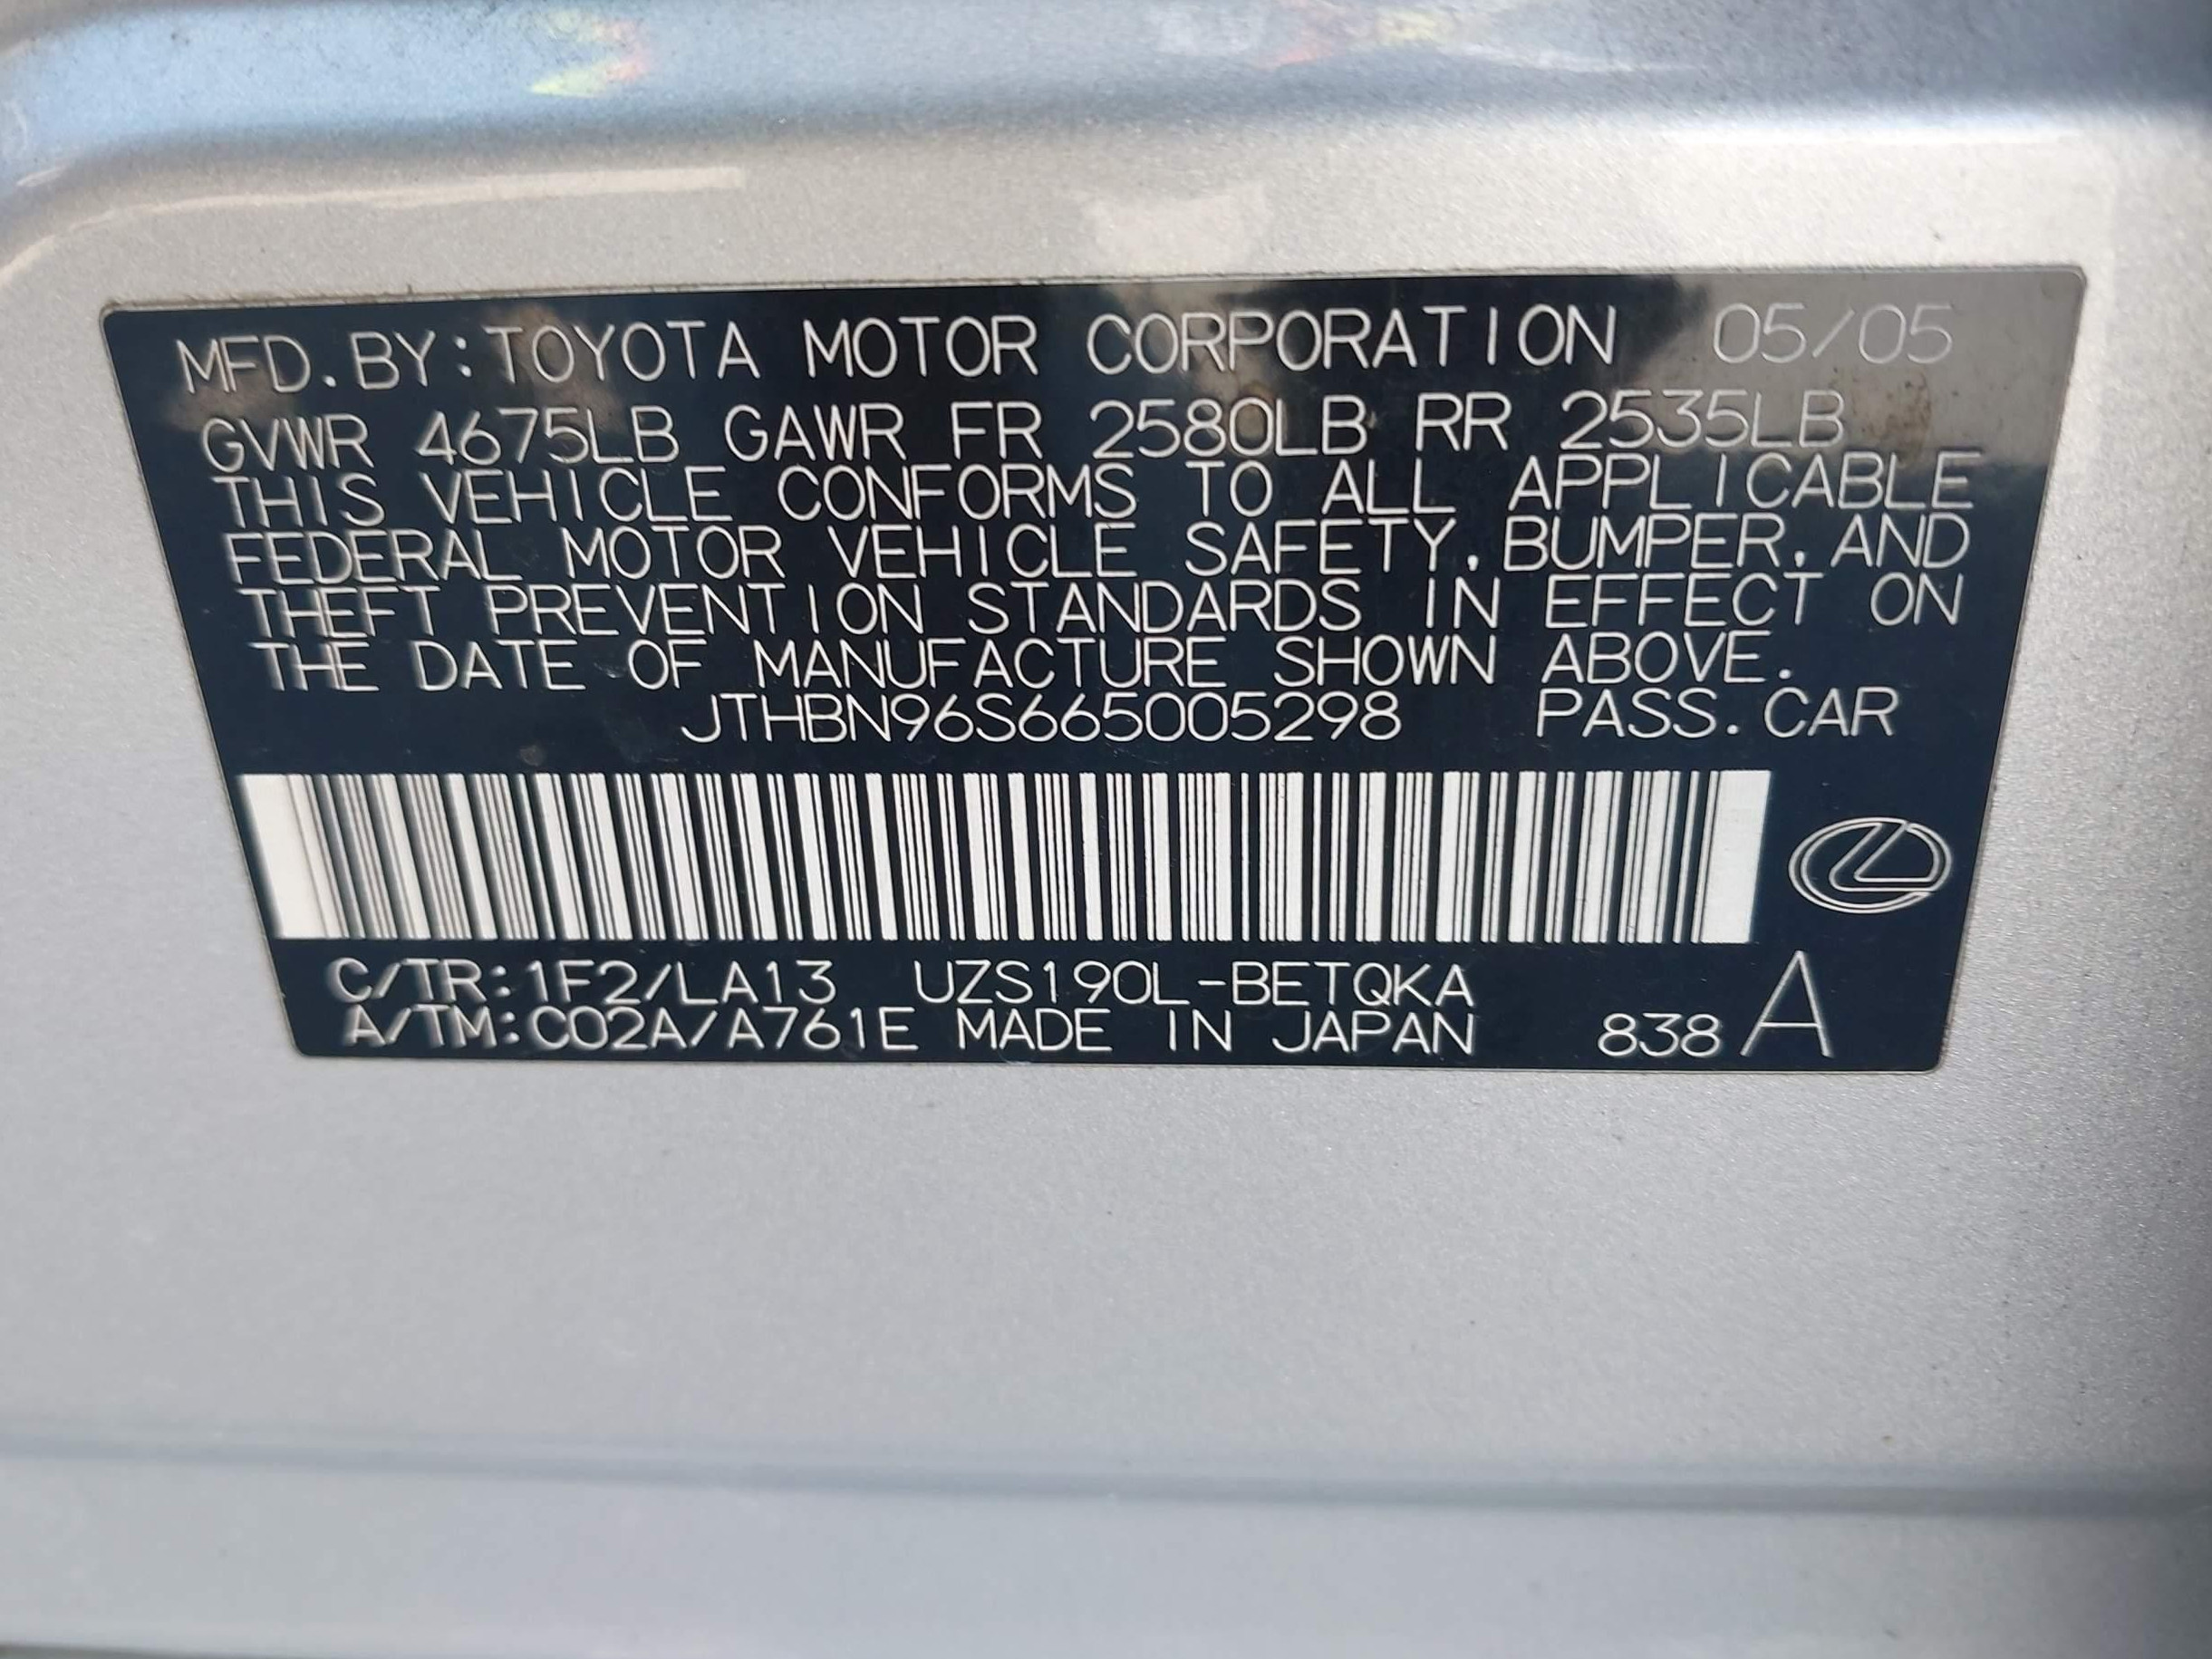 MFD. BY: TOYOTA MOTOR CORPORATION 05/05
GVWR 4675LB GAWR FR 2580LB RR 2535LB
THIS VEHICLE CONFORMS TO ALL APPLICABLE
FEDERAL MOTOR VEHICLE SAFETY, BUMPER, AND
THEFT PREVENTION STANDARDS IN EFFECT ON
THE DATE OF MANUFACTURE SHOWN ABOVE.
JTHBN96S665005298 PASS. CAR
C/TR: 1F2/LA13 UZS190L-BETQKA
A/TM: C02A/A761E MADE IN JAPAN 838 A